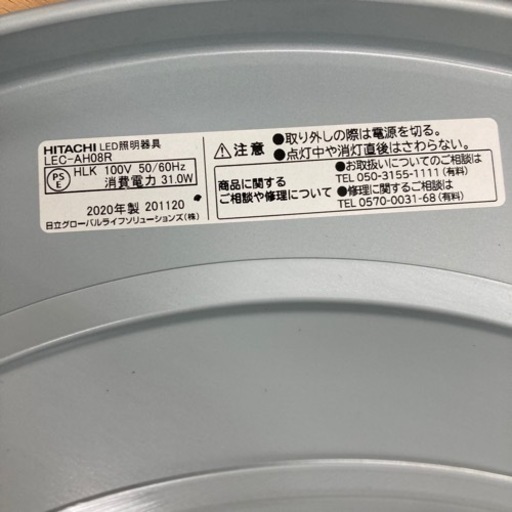 HITACHI LED照明器具
LEC-AH08R
PSE HLK 100V 50/60Hz
消費電力 31.0W
2020年製 201120
日立グローバルライフソリューションズ(株)
注意
●取り外しの際は電源を切る。
●点灯中や消灯直後はさわらない。
商品に関する
ご相談や修理について
●お取扱いについてのご相談は
TEL 050-3155-1111 (有料)
●修理に関するご相談は
TEL 0570-0031-68 (有料)